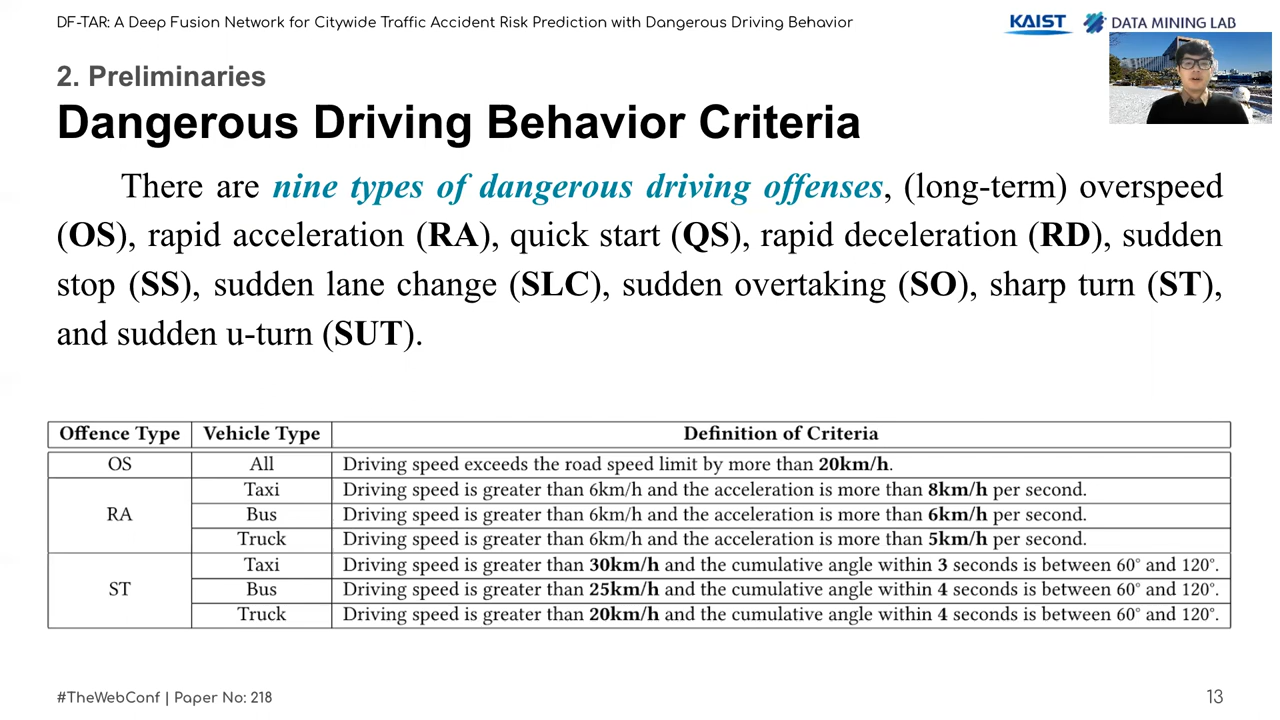 DF-TAR: A Deep Fusion Network for Citywide Traffic Accident Risk Prediction with Dangerous Driving Behavior
KAIST DATA MINING LAB
2. Preliminaries
Dangerous Driving Behavior Criteria
There are nine types of dangerous driving offenses, (long-term) overspeed
(OS), rapid acceleration (RA), quick start (QS), rapid deceleration (RD), sudden
stop (SS), sudden lane change (SLC), sudden overtaking (SO), sharp turn (ST),
and sudden u-turn (SUT).
Offence Type Vehicle Type Definition of Criteria
OS All Driving speed exceeds the road speed limit by more than 20km/h.
Taxi Driving speed is greater than 6km/h and the acceleration is more than 8km/h per second.
RA Bus Driving speed is greater than 6km/h and the acceleration is more than 6km/h per second.
Truck Driving speed is greater than 6km/h and the acceleration is more than 5km/h per second.
Taxi Driving speed is greater than 30km/h and the cumulative angle within 3 seconds is between 60° and 120°.
ST Bus Driving speed is greater than 25km/h and the cumulative angle within 4 seconds is between 60° and 120°.
Truck Driving speed is greater than 20km/h and the cumulative angle within 4 seconds is between 60° and 120°.
#TheWebConf | Paper No: 218
13